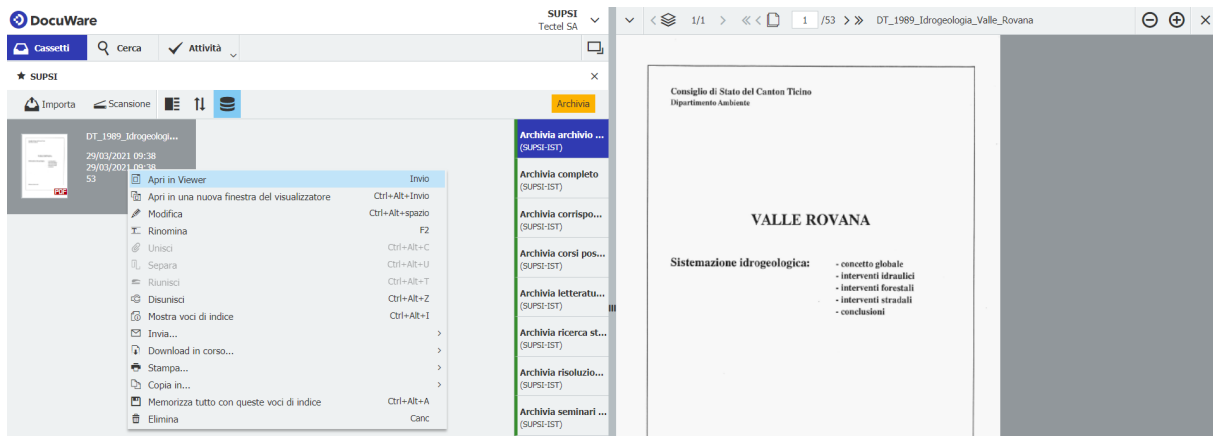 DocuWare
SUPSI
Tectel SA
Cassetti
Cerca
Attività
SUPSI
Importa
Scansione
Archivia
DT_1989_Idrogeologi...
29/03/2021 09:38
29/03/2021 09:38
53
PDF
Apri in Viewer Invio
Apri in una nuova finestra del visualizzatore Ctrl+Alt+Invio
Modifica Ctrl+Alt+spazio
Rinomina F2
Unisci Ctrl+Alt+C
Separa Ctrl+Alt+U
Riunisci Ctrl+Alt+T
Disunisci Ctrl+Alt+Z
Mostra voci di indice Ctrl+Alt+I
Invia...
Download in corso...
Stampa...
Copia in...
Memorizza tutto con queste voci di indice Ctrl+Alt+A
Elimina Canc
Archivia archivio ...
(SUPSI-IST)
Archivia completo
(SUPSI-IST)
Archivia corrispo...
(SUPSI-IST)
Archivia corsi pos...
(SUPSI-IST)
Archivia letteratu...
(SUPSI-IST)
Archivia ricerca st...
(SUPSI-IST)
Archivia risoluzio...
(SUPSI-IST)
Archivia seminari ...
(SUPSI-IST)
1/1 1 /53 DT_1989_Idrogeologia_Valle_Rovana
Consiglio di Stato del Canton Ticino
Dipartimento Ambiente
VALLE ROVANA
Sistemazione idrogeologica: - concetto globale
- interventi idraulici
- interventi forestali
- interventi stradali
- conclusioni